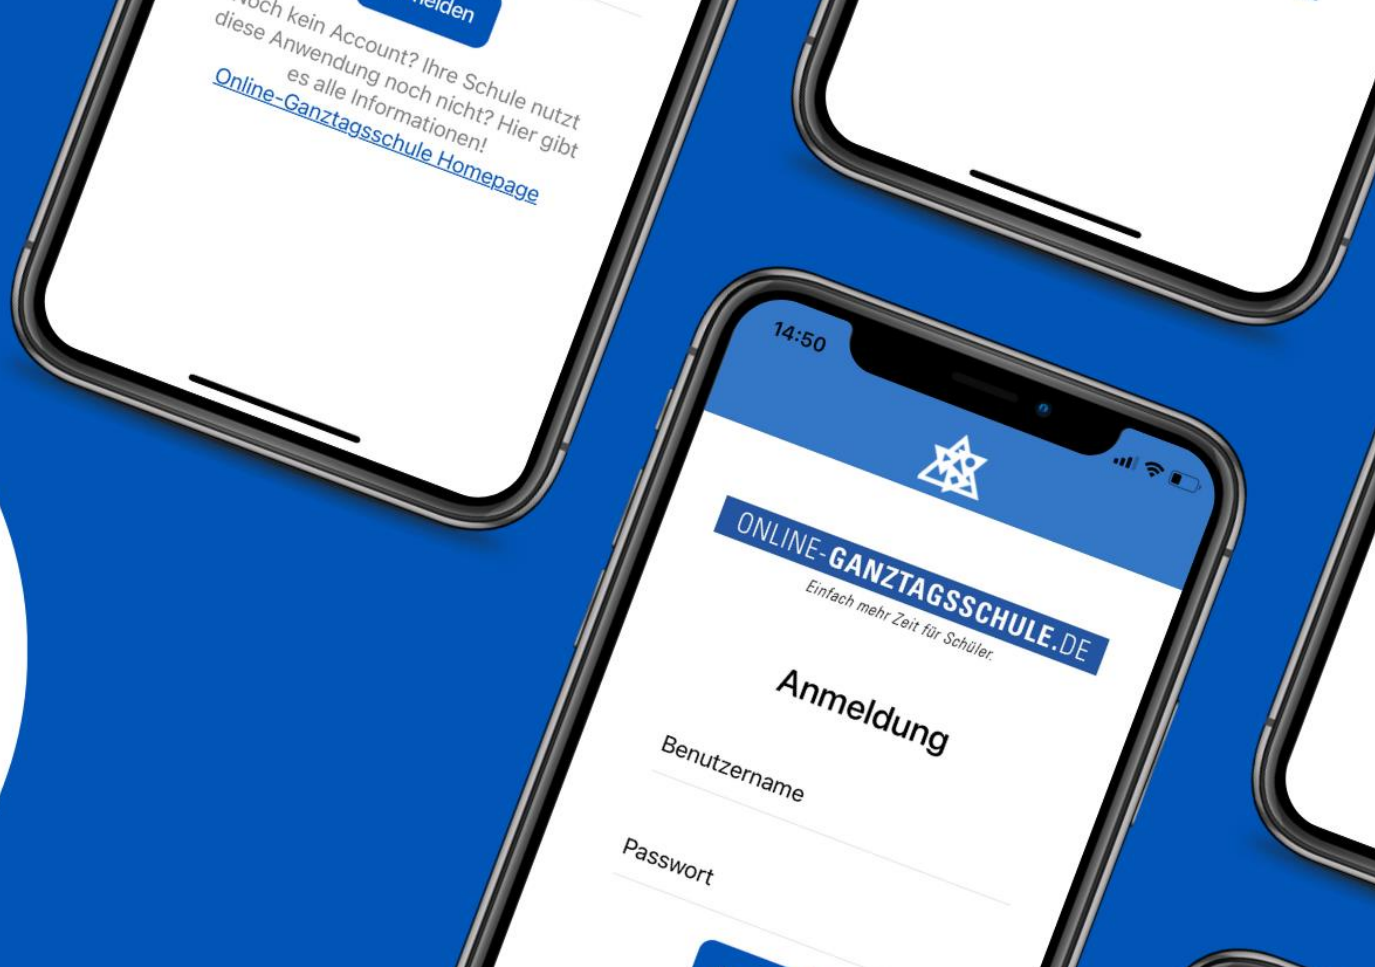 Noch kein Account? Ihre Schule nutzt
diese Anwendung noch nicht? Hier gibt
es alle Informationen!
Online-Ganztagsschule Homepage
14:50
ONLINE-GANZTAGSSCHULE.DE
Einfach mehr Zeit für Schüler.
Anmeldung
Benutzername
Passwort